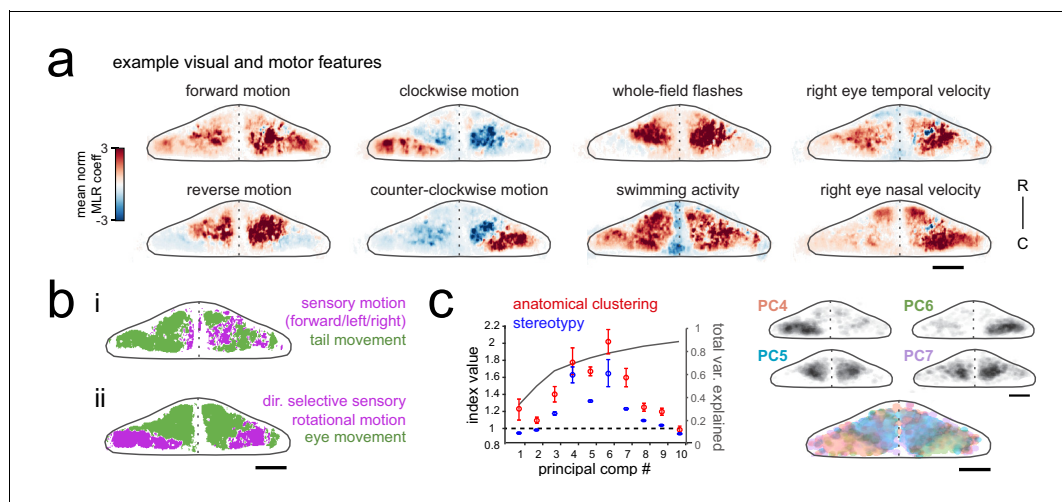 a
example visual and motor features
forward motion
clockwise motion
whole-field flashes
right eye temporal velocity
3
mean norm
MLR coeff
-3
reverse motion
counter-clockwise motion
swimming activity
right eye nasal velocity
R
C
b
i
sensory motion
(forward/left/right)
tail movement
ii
dir. selective sensory
rotational motion
eye movement
c
anatomical clustering
stereotypy
2.2
2
1.8
1.6
1.4
1.2
1
0.8
index value
1
0.8
0.6
0.4
0.2
0
total var. explained
1 2 3 4 5 6 7 8 9 10
principal comp #
PC4
PC6
PC5
PC7